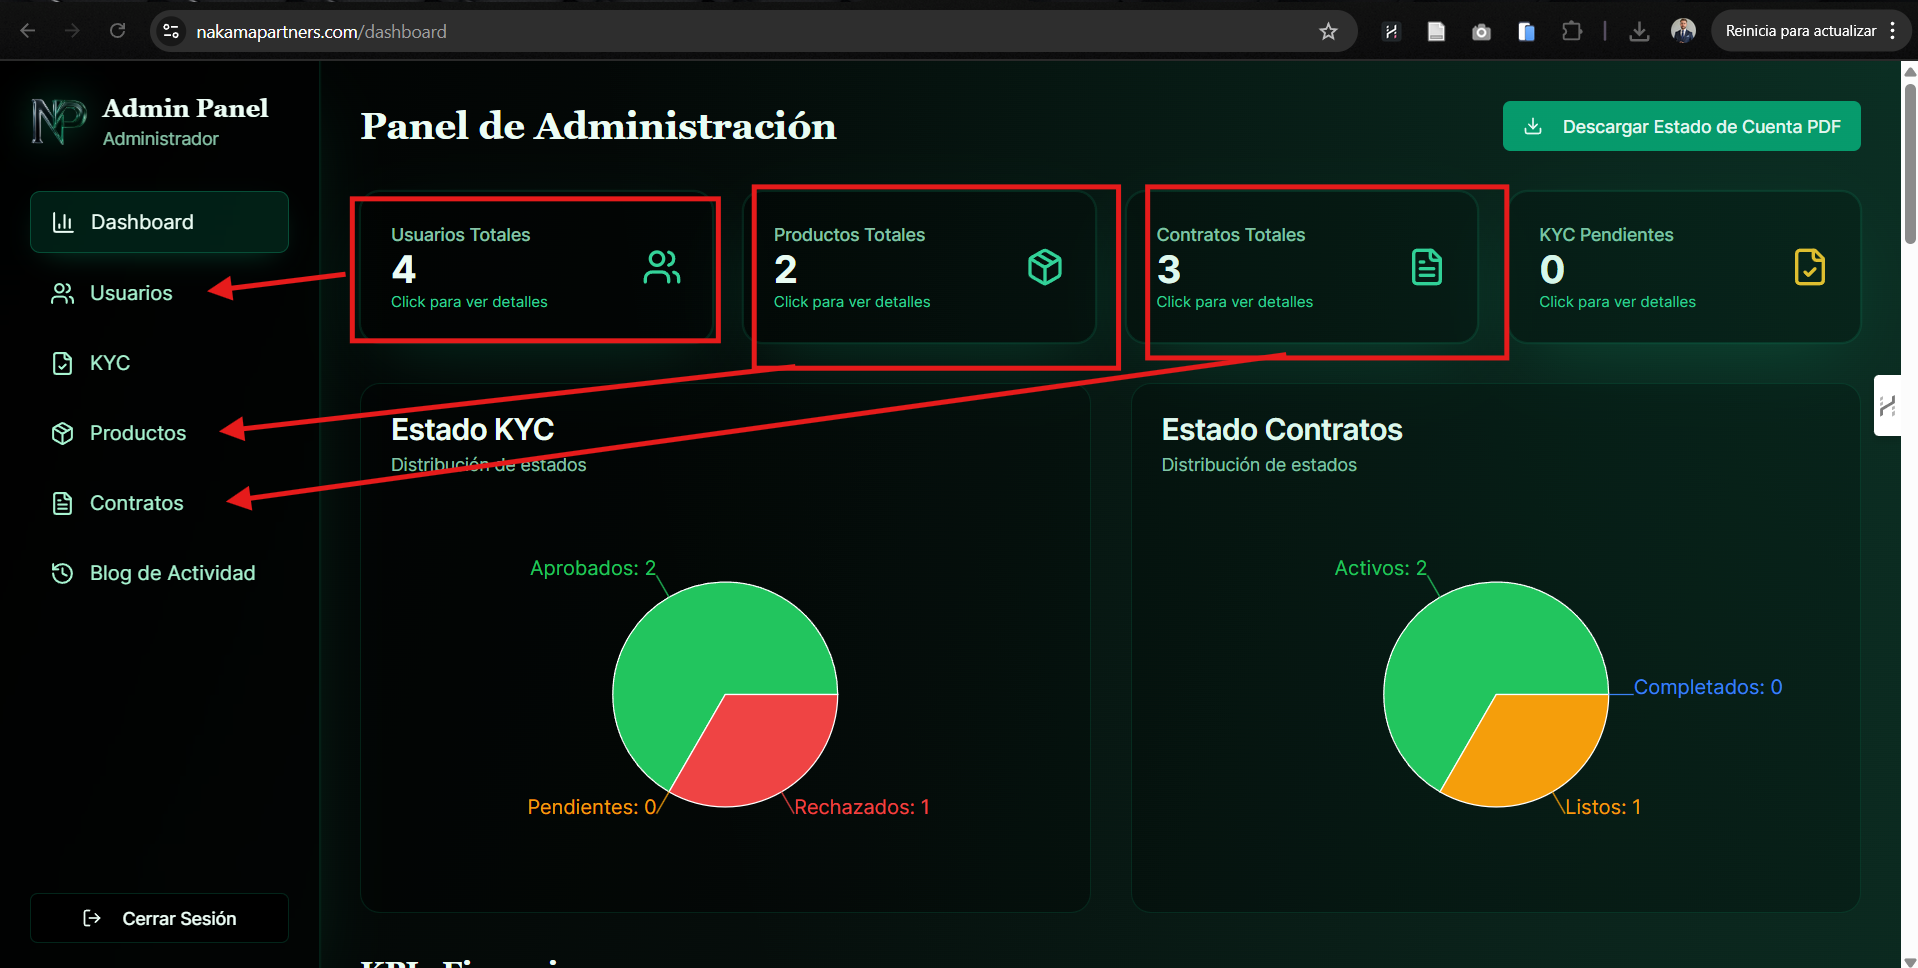 nakamapartners.com/dashboard
Reinicia para actualizar
NP
Admin Panel
Administrador
Dashboard
Usuarios
KYC
Productos
Contratos
Blog de Actividad
Cerrar Sesión
Panel de Administración
Descargar Estado de Cuenta PDF
Usuarios Totales
4
Click para ver detalles
Productos Totales
2
Click para ver detalles
Contratos Totales
3
Click para ver detalles
KYC Pendientes
0
Click para ver detalles
Estado KYC
Distribución de estados
Aprobados: 2
Pendientes: 0
Rechazados: 1
Estado Contratos
Distribución de estados
Activos: 2
Completados: 0
Listos: 1